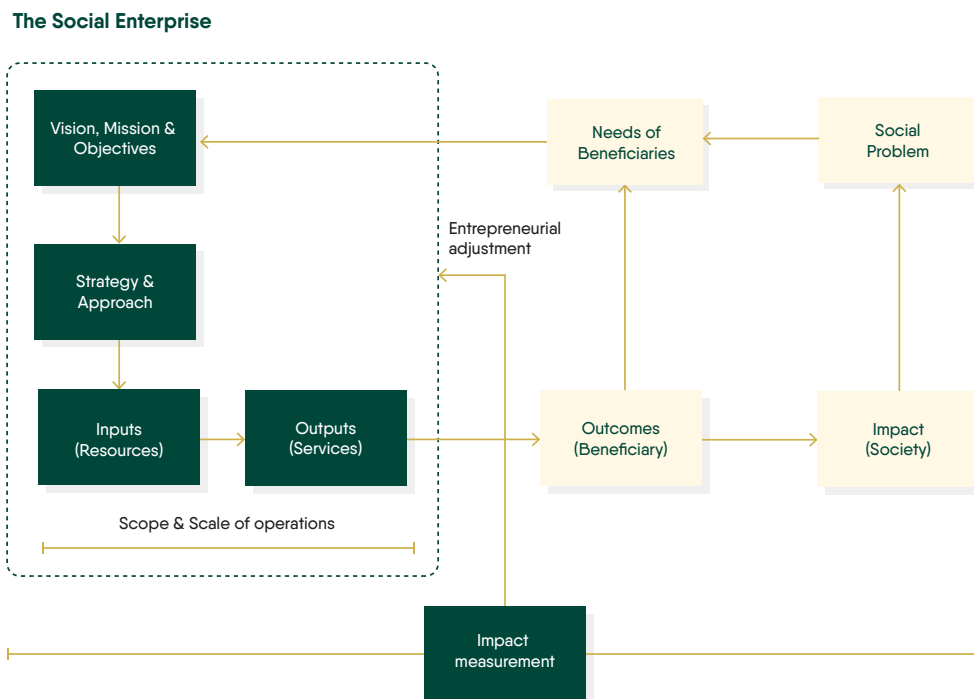 The Social Enterprise
Vision, Mission &
Objectives
Needs of
Beneficiaries
Social
Problem
Entrepreneurial
adjustment
Strategy &
Approach
Inputs
(Resources)
Outputs
(Services)
Outcomes
(Beneficiary)
Impact
(Society)
Scope & Scale of operations
Impact
measurement